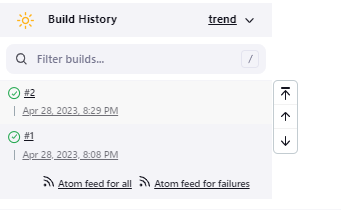 Build History trend
Filter builds... /
#2
Apr 28, 2023, 8:29 PM
#1
Apr 28, 2023, 8:08 PM
Atom feed for all Atom feed for failures